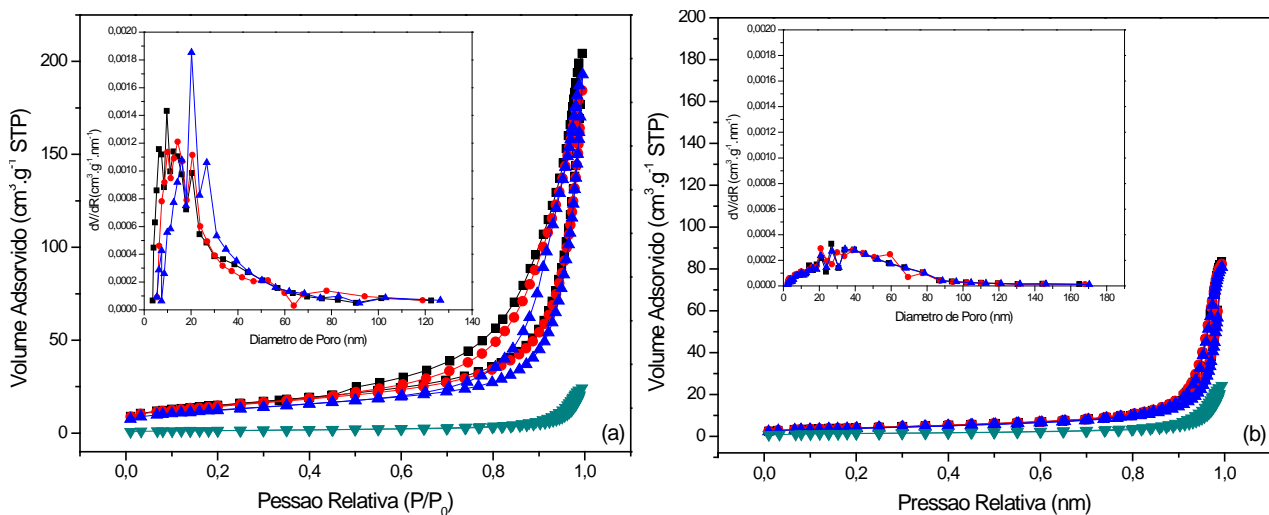 200
150
100
50
0
Volume Adsorvido (cm³.g⁻¹ STP)
0,0 0,2 0,4 0,6 0,8 1,0
Pessao Relativa (P/P₀)
(a)
0,0020
0,0018
0,0016
0,0014
0,0012
0,0010
0,0008
0,0006
0,0004
0,0002
0,0000
dV/dR(cm³.g⁻¹.nm⁻¹)
0 20 40 60 80 100 120 140
Diametro de Poro (nm)
200
180
160
140
120
100
80
60
40
20
0
Volume Adsorvido (cm³.g⁻¹ STP)
0,0 0,2 0,4 0,6 0,8 1,0
Pressao Relativa (nm)
(b)
0,0020
0,0018
0,0016
0,0014
0,0012
0,0010
0,0008
0,0006
0,0004
0,0002
0,0000
dV/dR (cm³.g⁻¹.nm⁻¹)
0 20 40 60 80 100 120 140 160 180
Diametro de Poro (nm)